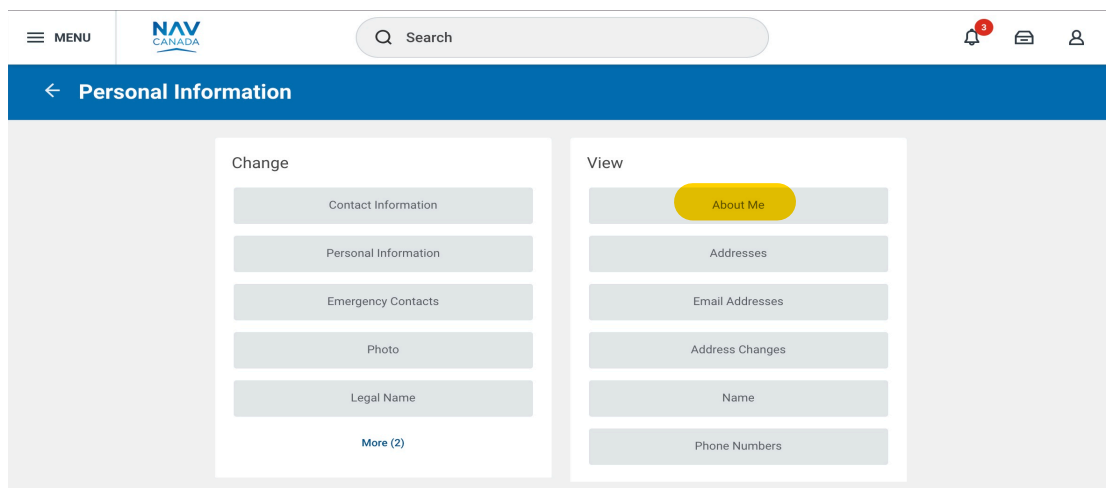 MENU
NAV
CANADA
Search
3
Personal Information
Change
Contact Information
Personal Information
Emergency Contacts
Photo
Legal Name
More (2)
View
About Me
Addresses
Email Addresses
Address Changes
Name
Phone Numbers